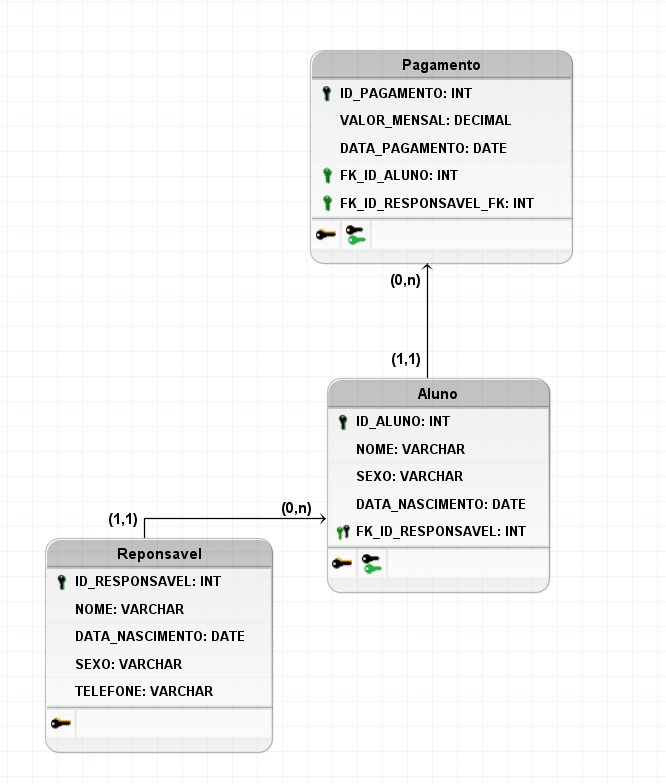 Pagamento
ID_PAGAMENTO: INT
VALOR_MENSAL: DECIMAL
DATA_PAGAMENTO: DATE
FK_ID_ALUNO: INT
FK_ID_RESPONSAVEL_FK: INT
(0,n)
(1,1)
Aluno
ID_ALUNO: INT
NOME: VARCHAR
SEXO: VARCHAR
DATA_NASCIMENTO: DATE
FK_ID_RESPONSAVEL: INT
(0,n)
(1,1)
Reponsavel
ID_RESPONSAVEL: INT
NOME: VARCHAR
DATA_NASCIMENTO: DATE
SEXO: VARCHAR
TELEFONE: VARCHAR